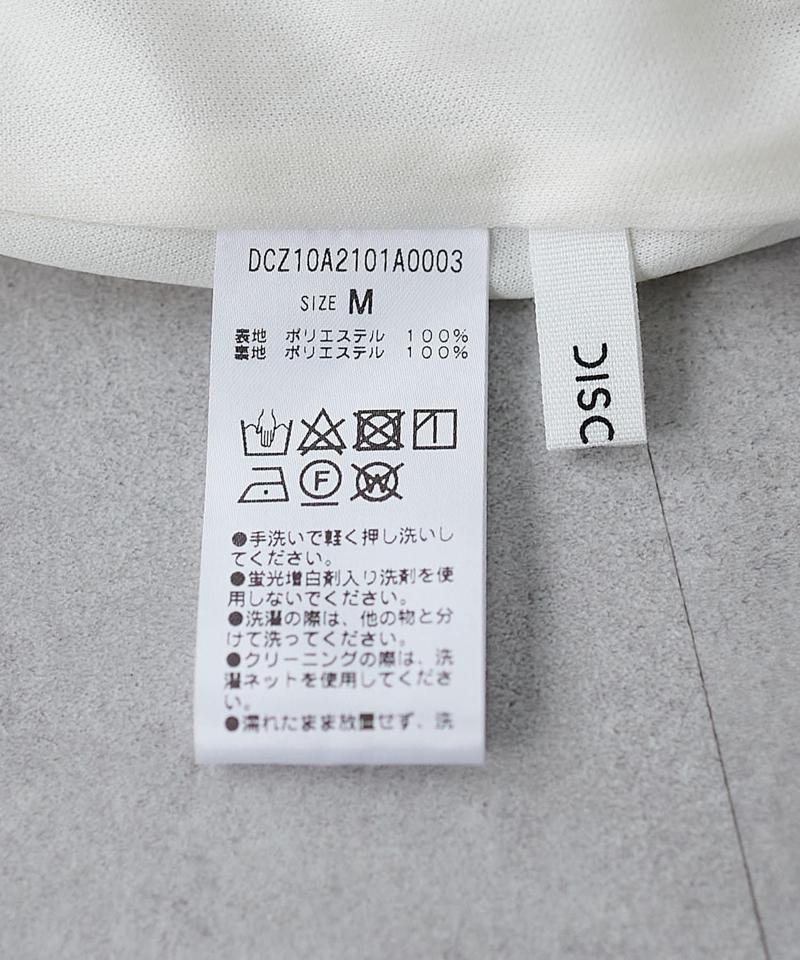 DCZ10A2101A0003
SIZE M
表地 ポリエステル 100%
裏地 ポリエステル 100%
F
W
●手洗いで軽く押し洗いし
てください。
●蛍光増白剤入り洗剤を使
用しないでください。
●洗濯の際は、他の物と分
けて洗ってください。
●クリーニングの際は、洗
濯ネットを使用してくださ
い。
●濡れたまま放置せず、洗